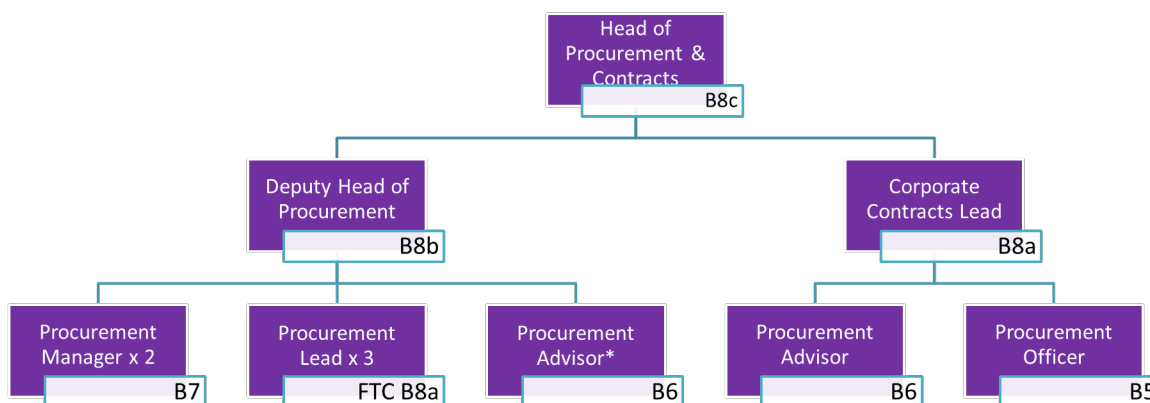 Head of
Procurement &
Contracts
B8c
Deputy Head of
Procurement
B8b
Corporate
Contracts Lead
B8a
Procurement
Manager x 2
B7
Procurement
Lead x 3
FTC B8a
Procurement
Advisor*
B6
Procurement
Advisor
B6
Procurement
Officer
B5